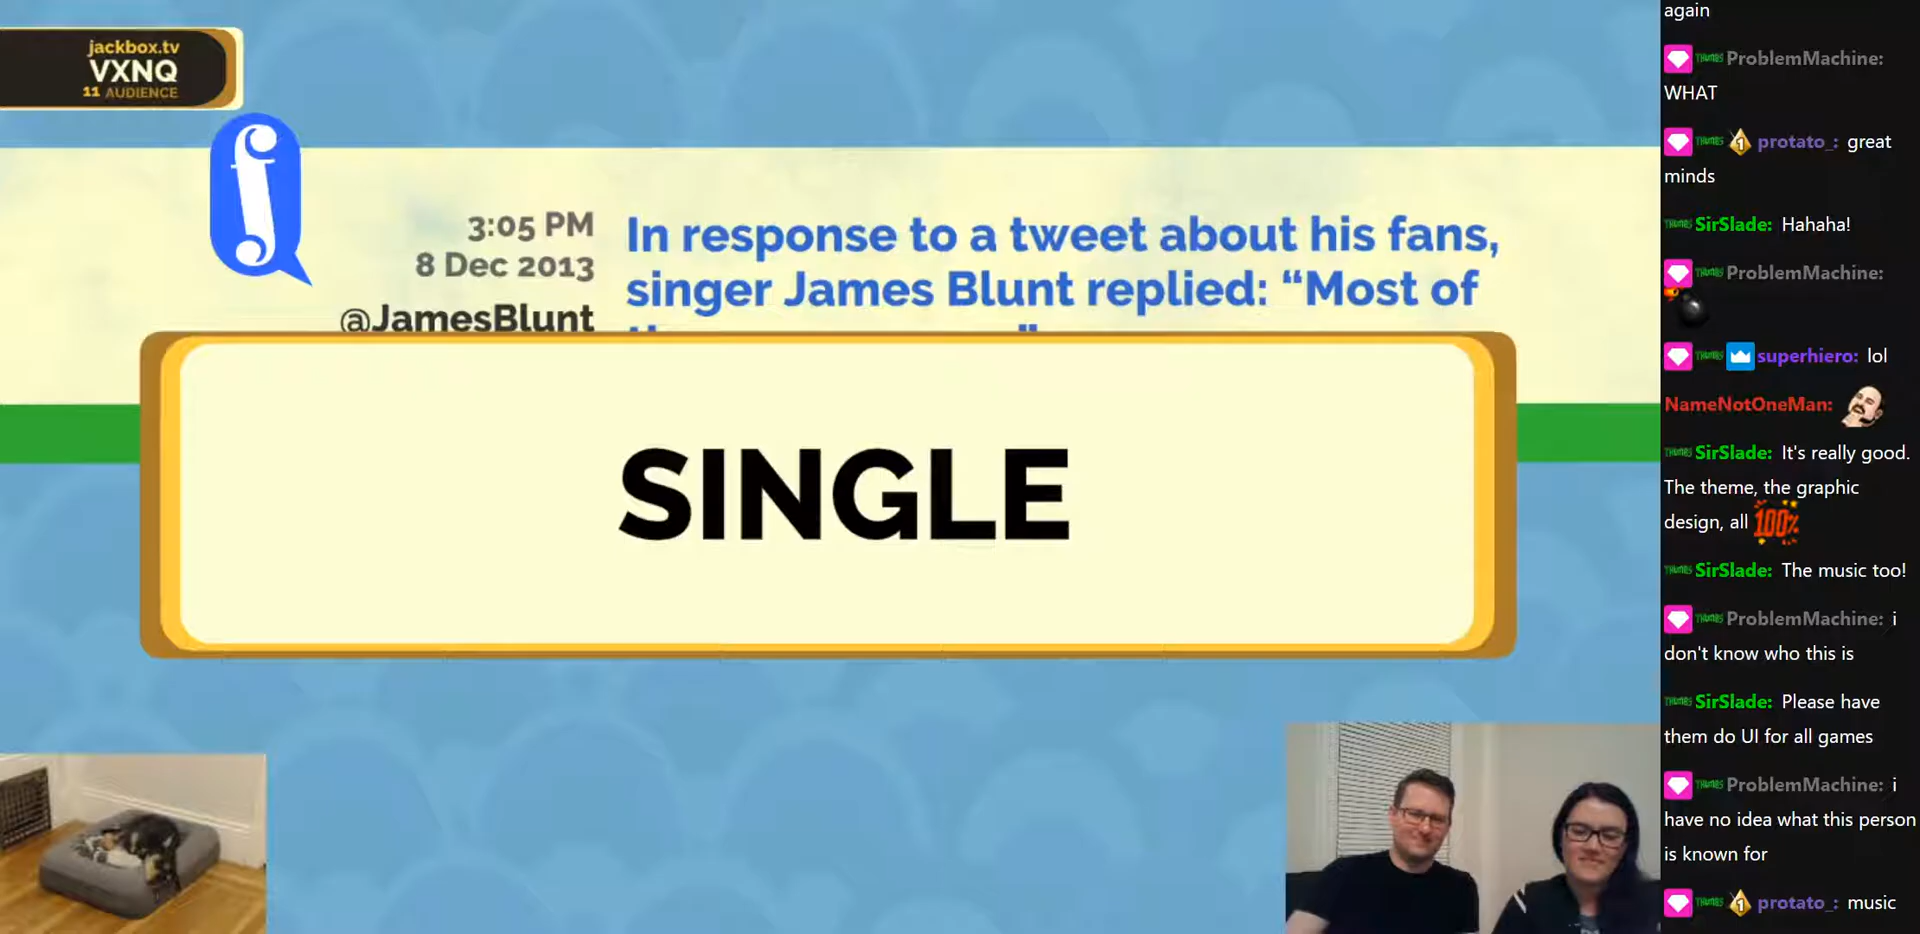 jackbox.tv
VXNQ
11 AUDIENCE
f
3:05 PM
8 Dec 2013
@JamesBlunt
In response to a tweet about his fans,
singer James Blunt replied: “Most of
SINGLE
again
ProblemMachine:
WHAT
protato_: great
minds
SirSlade: Hahaha!
ProblemMachine:
superhiero: lol
NameNotOneMan:
SirSlade: It's really good.
The theme, the graphic
design, all 100%
SirSlade: The music too!
ProblemMachine: i
don't know who this is
SirSlade: Please have
them do UI for all games
ProblemMachine: i
have no idea what this person
is known for
protato_: music